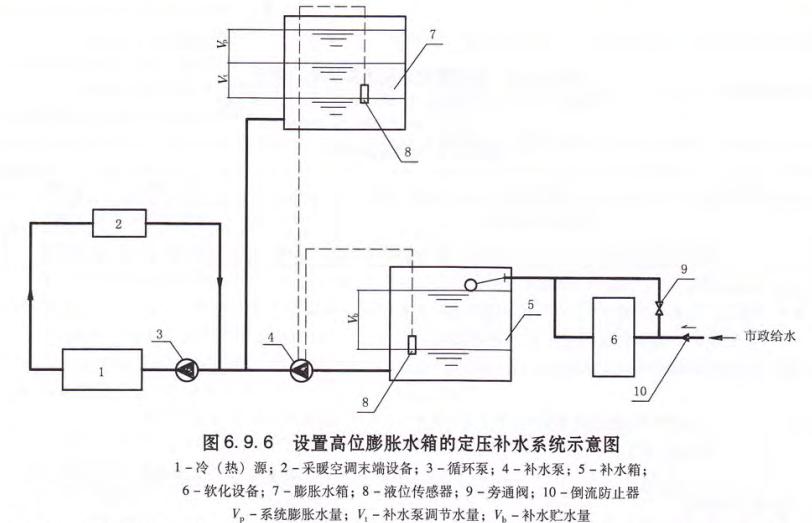 7
V_p
V_t
8
2
3
4
1
V_b
5
8
6
9
10
市政给水
图6.9.6 设置高位膨胀水箱的定压补水系统示意图
1-冷（热）源；2-采暖空调末端设备；3-循环泵；4-补水泵；5-补水箱；
6-软化设备；7-膨胀水箱；8-液位传感器；9-旁通阀；10-倒流防止器
V_p-系统膨胀水量；V_t-补水泵调节水量；V_b-补水贮水量